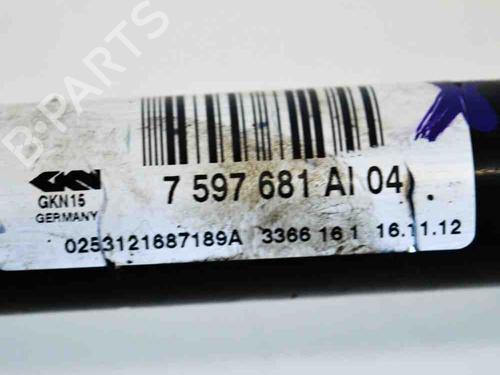 B-PARTS
GKN
GKN15
GERMANY
7 597 681 AI 04
0253121687189A 3366 16 1 16.11.12